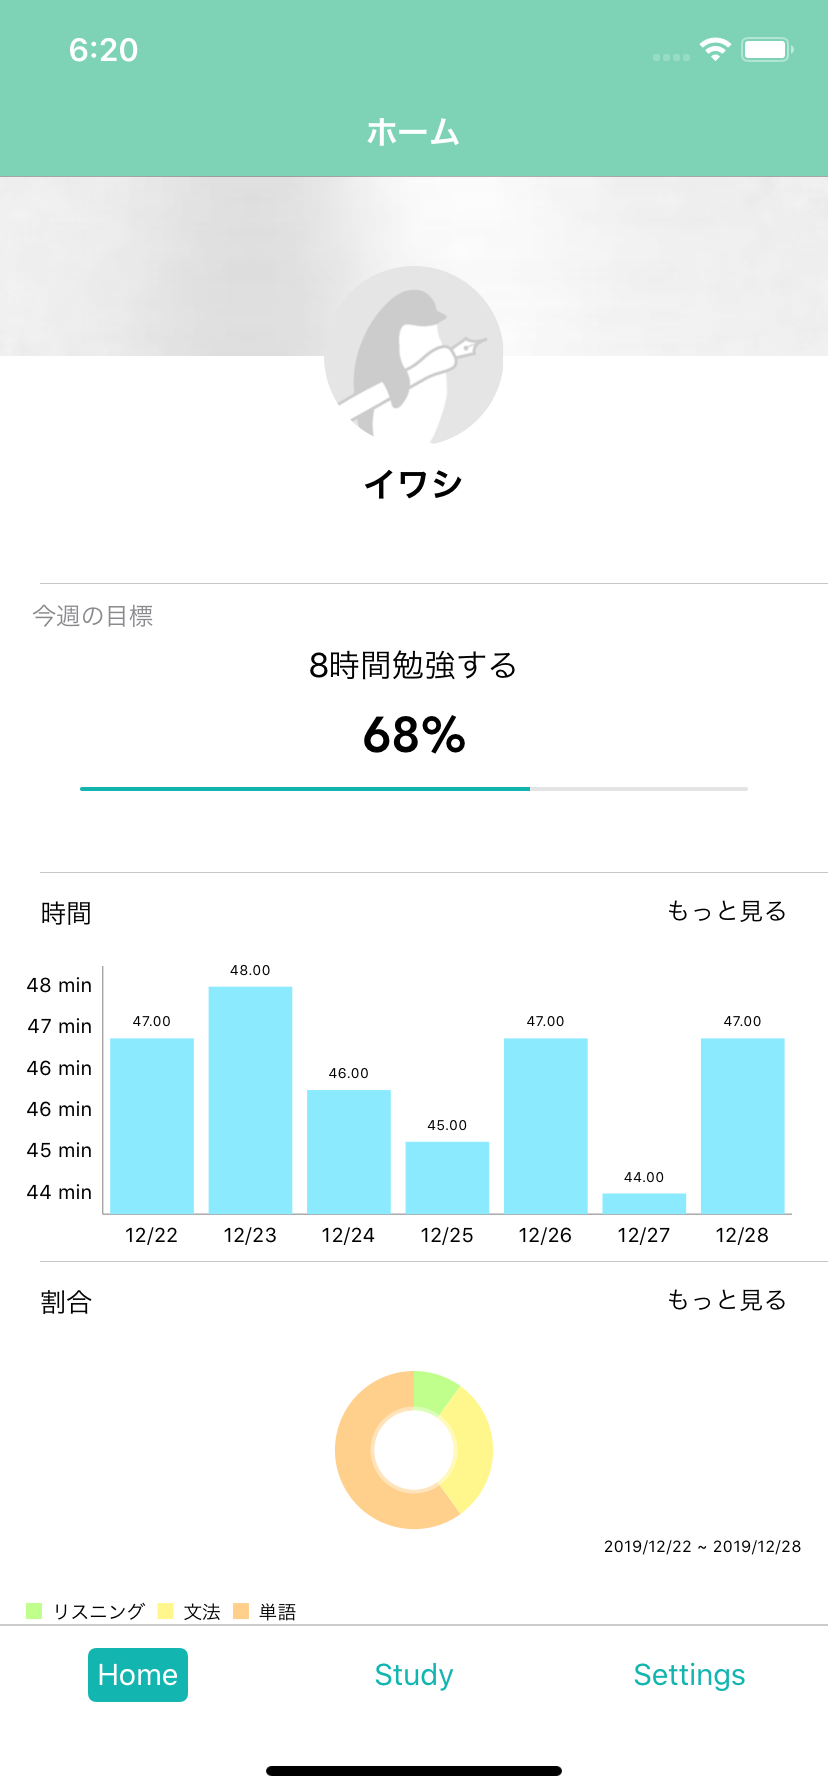 6:20
ホーム
イワシ
今週の目標
8時間勉強する
68%
時間 もっと見る
48 min
47 min
46 min
46 min
45 min
44 min
47.00 48.00 46.00 45.00 47.00 44.00 47.00
12/22 12/23 12/24 12/25 12/26 12/27 12/28
割合 もっと見る
2019/12/22 ~ 2019/12/28
リスニング 文法 単語
Home Study Settings